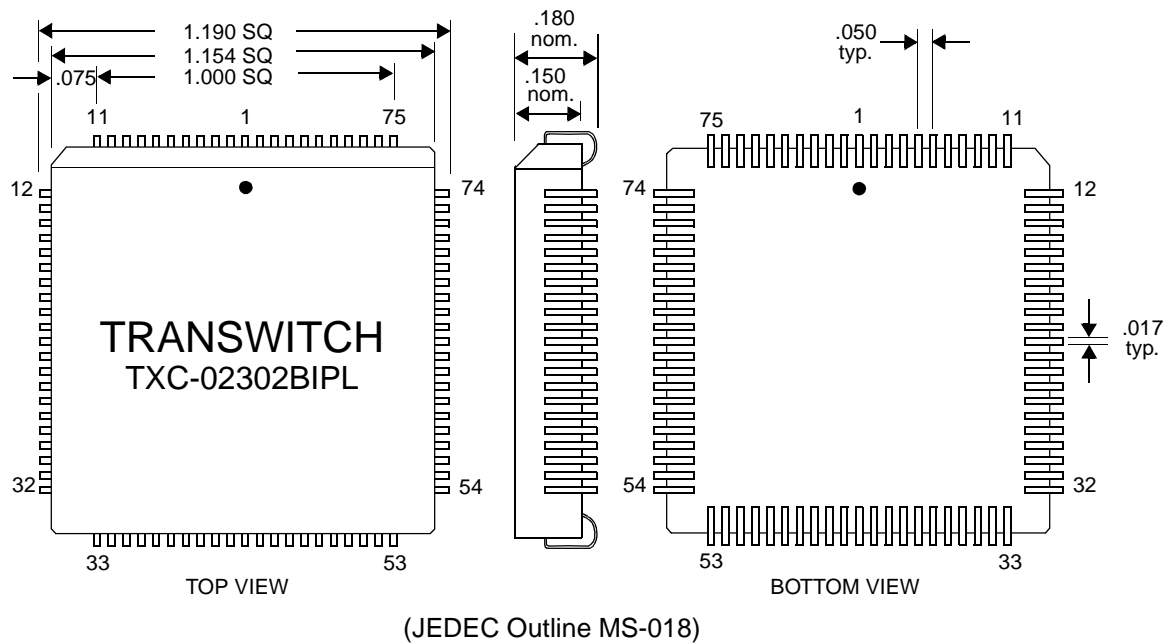 1.190 SQ
1.154 SQ
.075 1.000 SQ
11 1 75
12 74
TRANSWITCH
TXC-02302BIPL
32 54
33 53
TOP VIEW
.180
nom.
.150
nom.
.050
typ.
75 1 11
74 12
.017
typ.
54 32
53 33
BOTTOM VIEW
(JEDEC Outline MS-018)